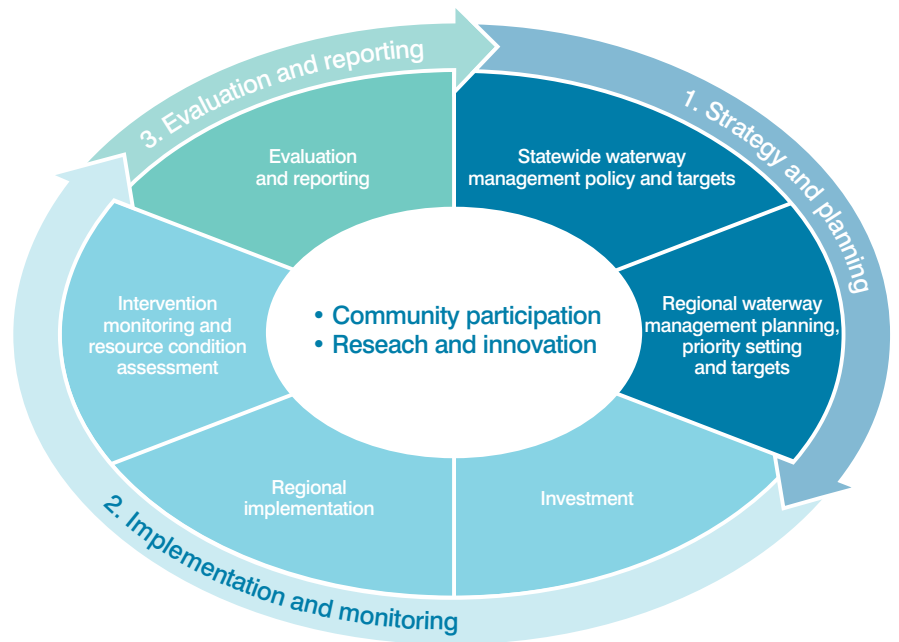 1. Strategy and planning
Statewide waterway
management policy and targets
Regional waterway
management planning,
priority setting
and targets
2. Implementation and monitoring
Investment
Regional
implementation
Intervention
monitoring and
resource condition
assessment
3. Evaluation and reporting
Evaluation
and reporting
• Community participation
• Reseach and innovation